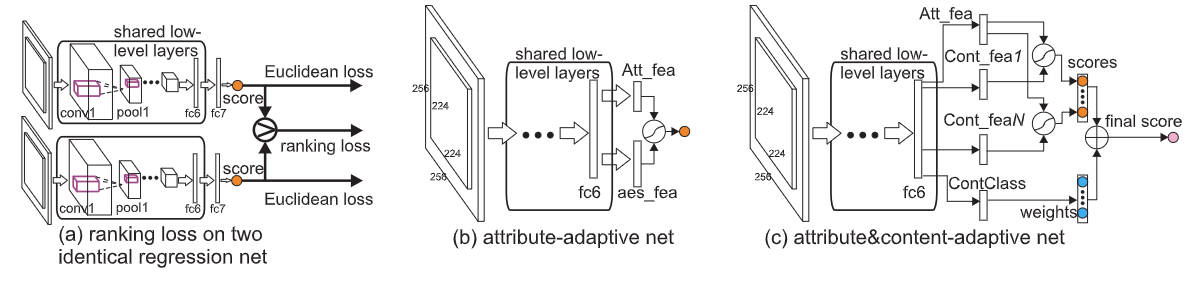 shared low-
level layers
conv1
pool1
fc6
fc7
score
Euclidean loss
ranking loss
score
Euclidean loss
conv1
pool1
fc6
fc7
(a) ranking loss on two
identical regression net
256
224
224
256
shared low-
level layers
fc6
Att_fea
aes_fea
(b) attribute-adaptive net
256
224
224
256
shared low-
level layers
fc6
Att_fea
Cont_fea1
Cont_feaN
ContClass
scores
weights
final score
(c) attribute&content-adaptive net